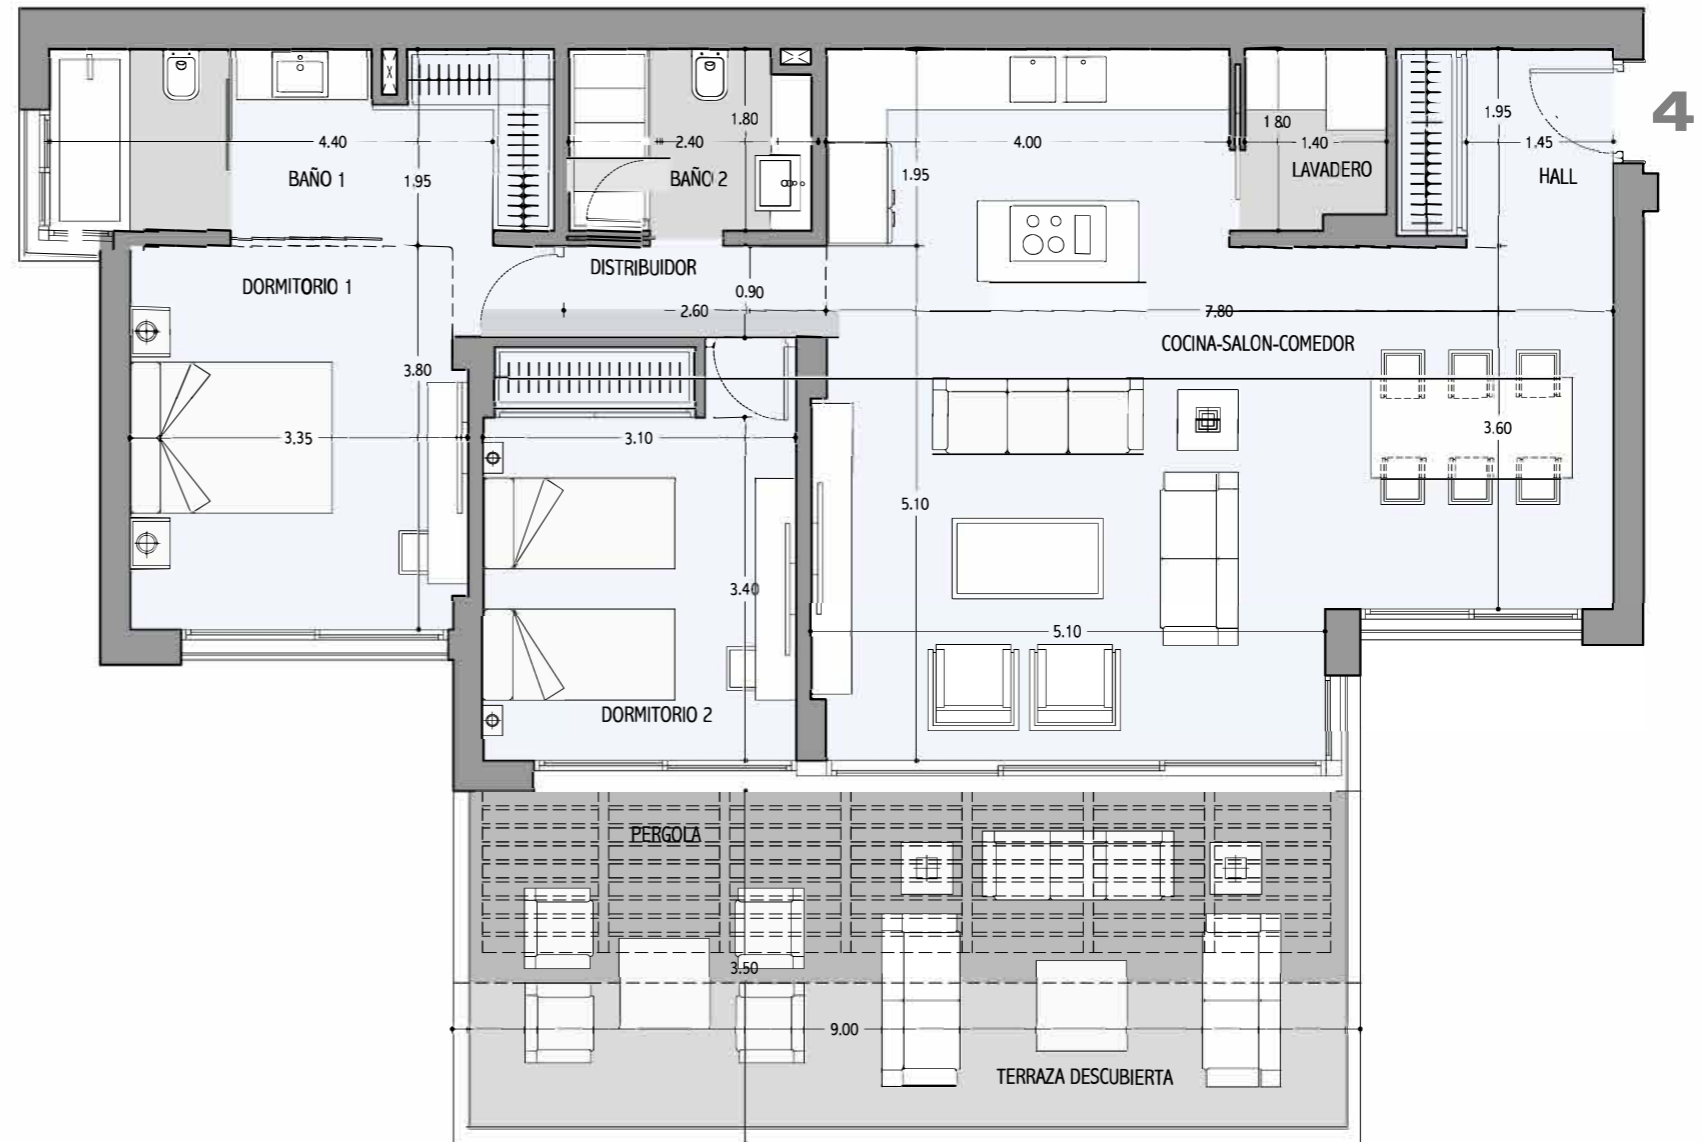 4
1.80
1 80
1.95
4.40
2.40
4.00
1.40
1.45
BAÑO 1
1.95
BAÑO 2
1.95
LAVADERO
HALL
DISTRIBUIDOR
DORMITORIO 1
0.90
2.60
7.80
COCINA-SALON-COMEDOR
3.80
3.60
3.35
3.10
5.10
3.40
5.10
DORMITORIO 2
PERGOLA
3.50
9.00
TERRAZA DESCUBIERTA